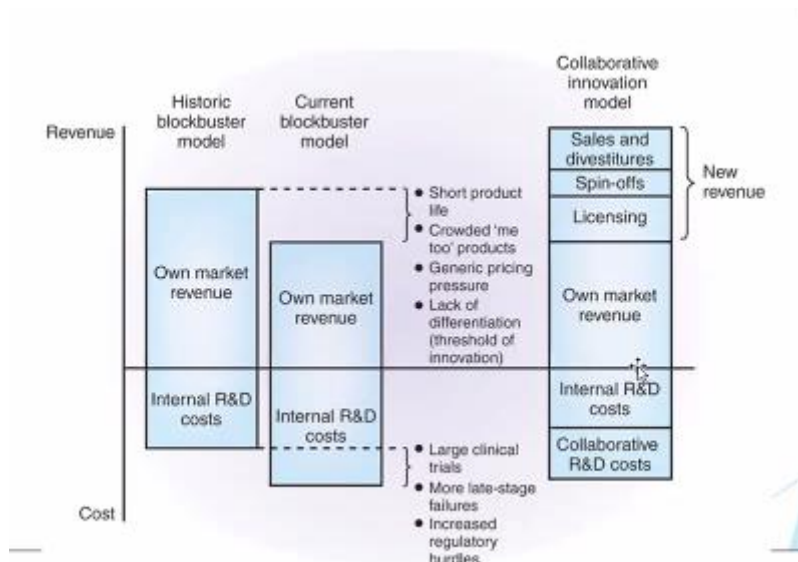 Collaborative
innovation
model
Historic
blockbuster
model
Current
blockbuster
model
Revenue
Sales and
divestitures
Spin-offs
Licensing
New
revenue
Own market
revenue
Own market
revenue
• Short product
life
• Crowded 'me
too' products
• Generic pricing
pressure
• Lack of
differentiation
(threshold of
innovation)
Own market
revenue
Internal R&D
costs
Internal R&D
costs
Internal R&D
costs
Collaborative
R&D costs
• Large clinical
trials
• More late-stage
failures
• Increased
regulatory
hurdles
Cost